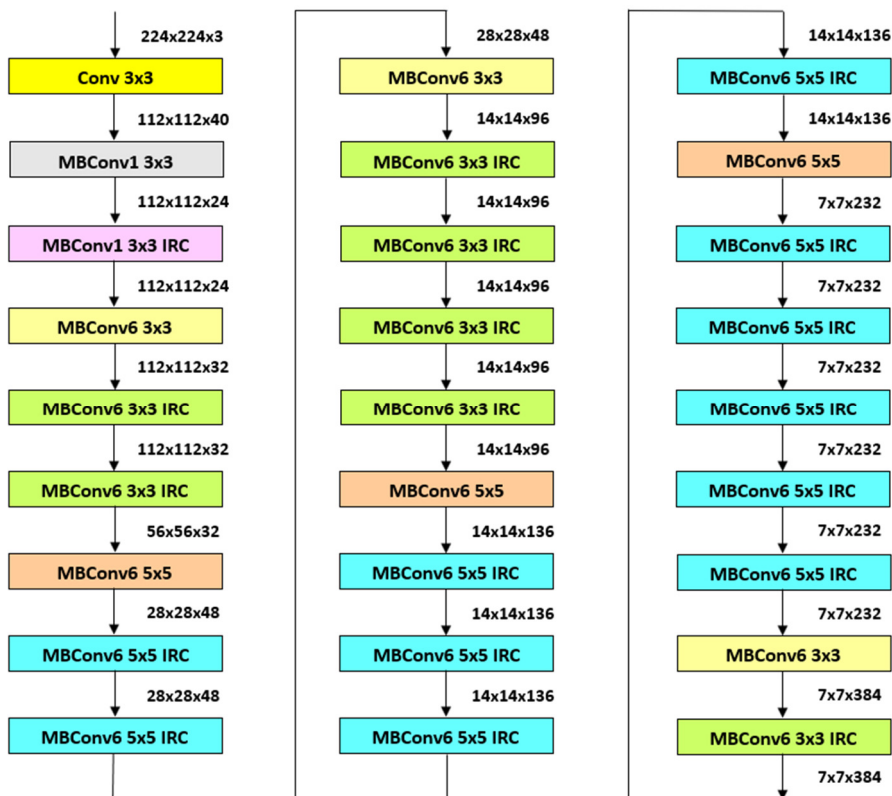 224x224x3
Conv 3x3
112x112x40
MBConv1 3x3
112x112x24
MBConv1 3x3 IRC
112x112x24
MBConv6 3x3
112x112x32
MBConv6 3x3 IRC
112x112x32
MBConv6 3x3 IRC
56x56x32
MBConv6 5x5
28x28x48
MBConv6 5x5 IRC
28x28x48
MBConv6 5x5 IRC
28x28x48
MBConv6 3x3
14x14x96
MBConv6 3x3 IRC
14x14x96
MBConv6 3x3 IRC
14x14x96
MBConv6 3x3 IRC
14x14x96
MBConv6 3x3 IRC
14x14x96
MBConv6 5x5
14x14x136
MBConv6 5x5 IRC
14x14x136
MBConv6 5x5 IRC
14x14x136
MBConv6 5x5 IRC
14x14x136
MBConv6 5x5 IRC
14x14x136
MBConv6 5x5
7x7x232
MBConv6 5x5 IRC
7x7x232
MBConv6 5x5 IRC
7x7x232
MBConv6 5x5 IRC
7x7x232
MBConv6 5x5 IRC
7x7x232
MBConv6 5x5 IRC
7x7x232
MBConv6 3x3
7x7x384
MBConv6 3x3 IRC
7x7x384